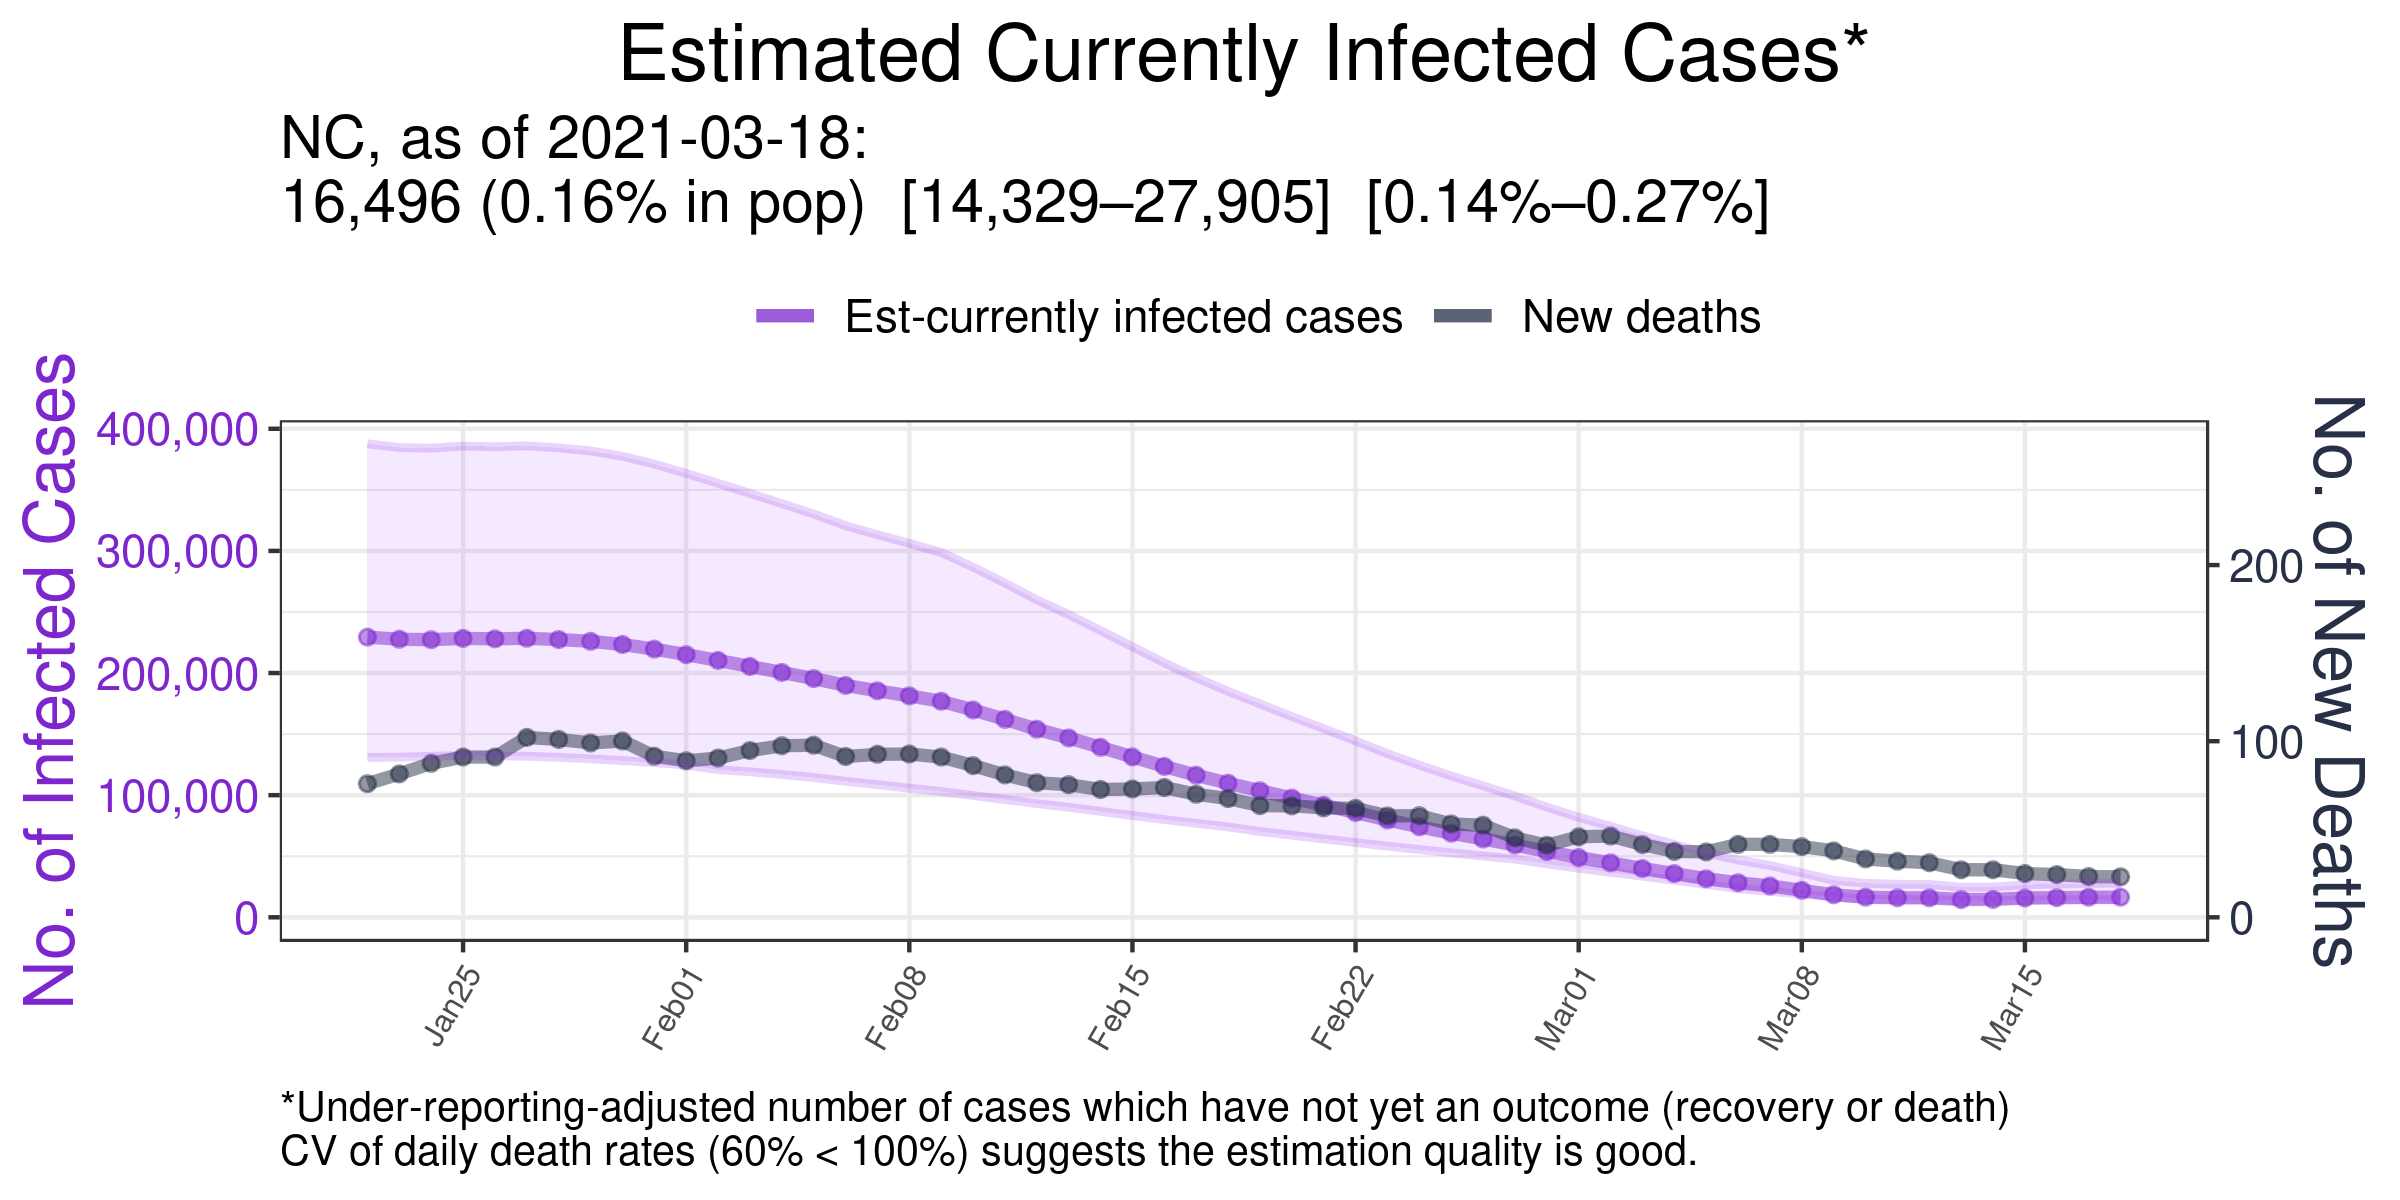 Estimated Currently Infected Cases*
NC, as of 2021-03-18:
16,496 (0.16% in pop)  [14,329–27,905]  [0.14%–0.27%]
Est-currently infected cases
New deaths
No. of Infected Cases
400,000
300,000
200,000
100,000
0
No. of New Deaths
200
100
0
Jan25
Feb01
Feb08
Feb15
Feb22
Mar01
Mar08
Mar15
*Under-reporting-adjusted number of cases which have not yet an outcome (recovery or death)
CV of daily death rates (60% < 100%) suggests the estimation quality is good.